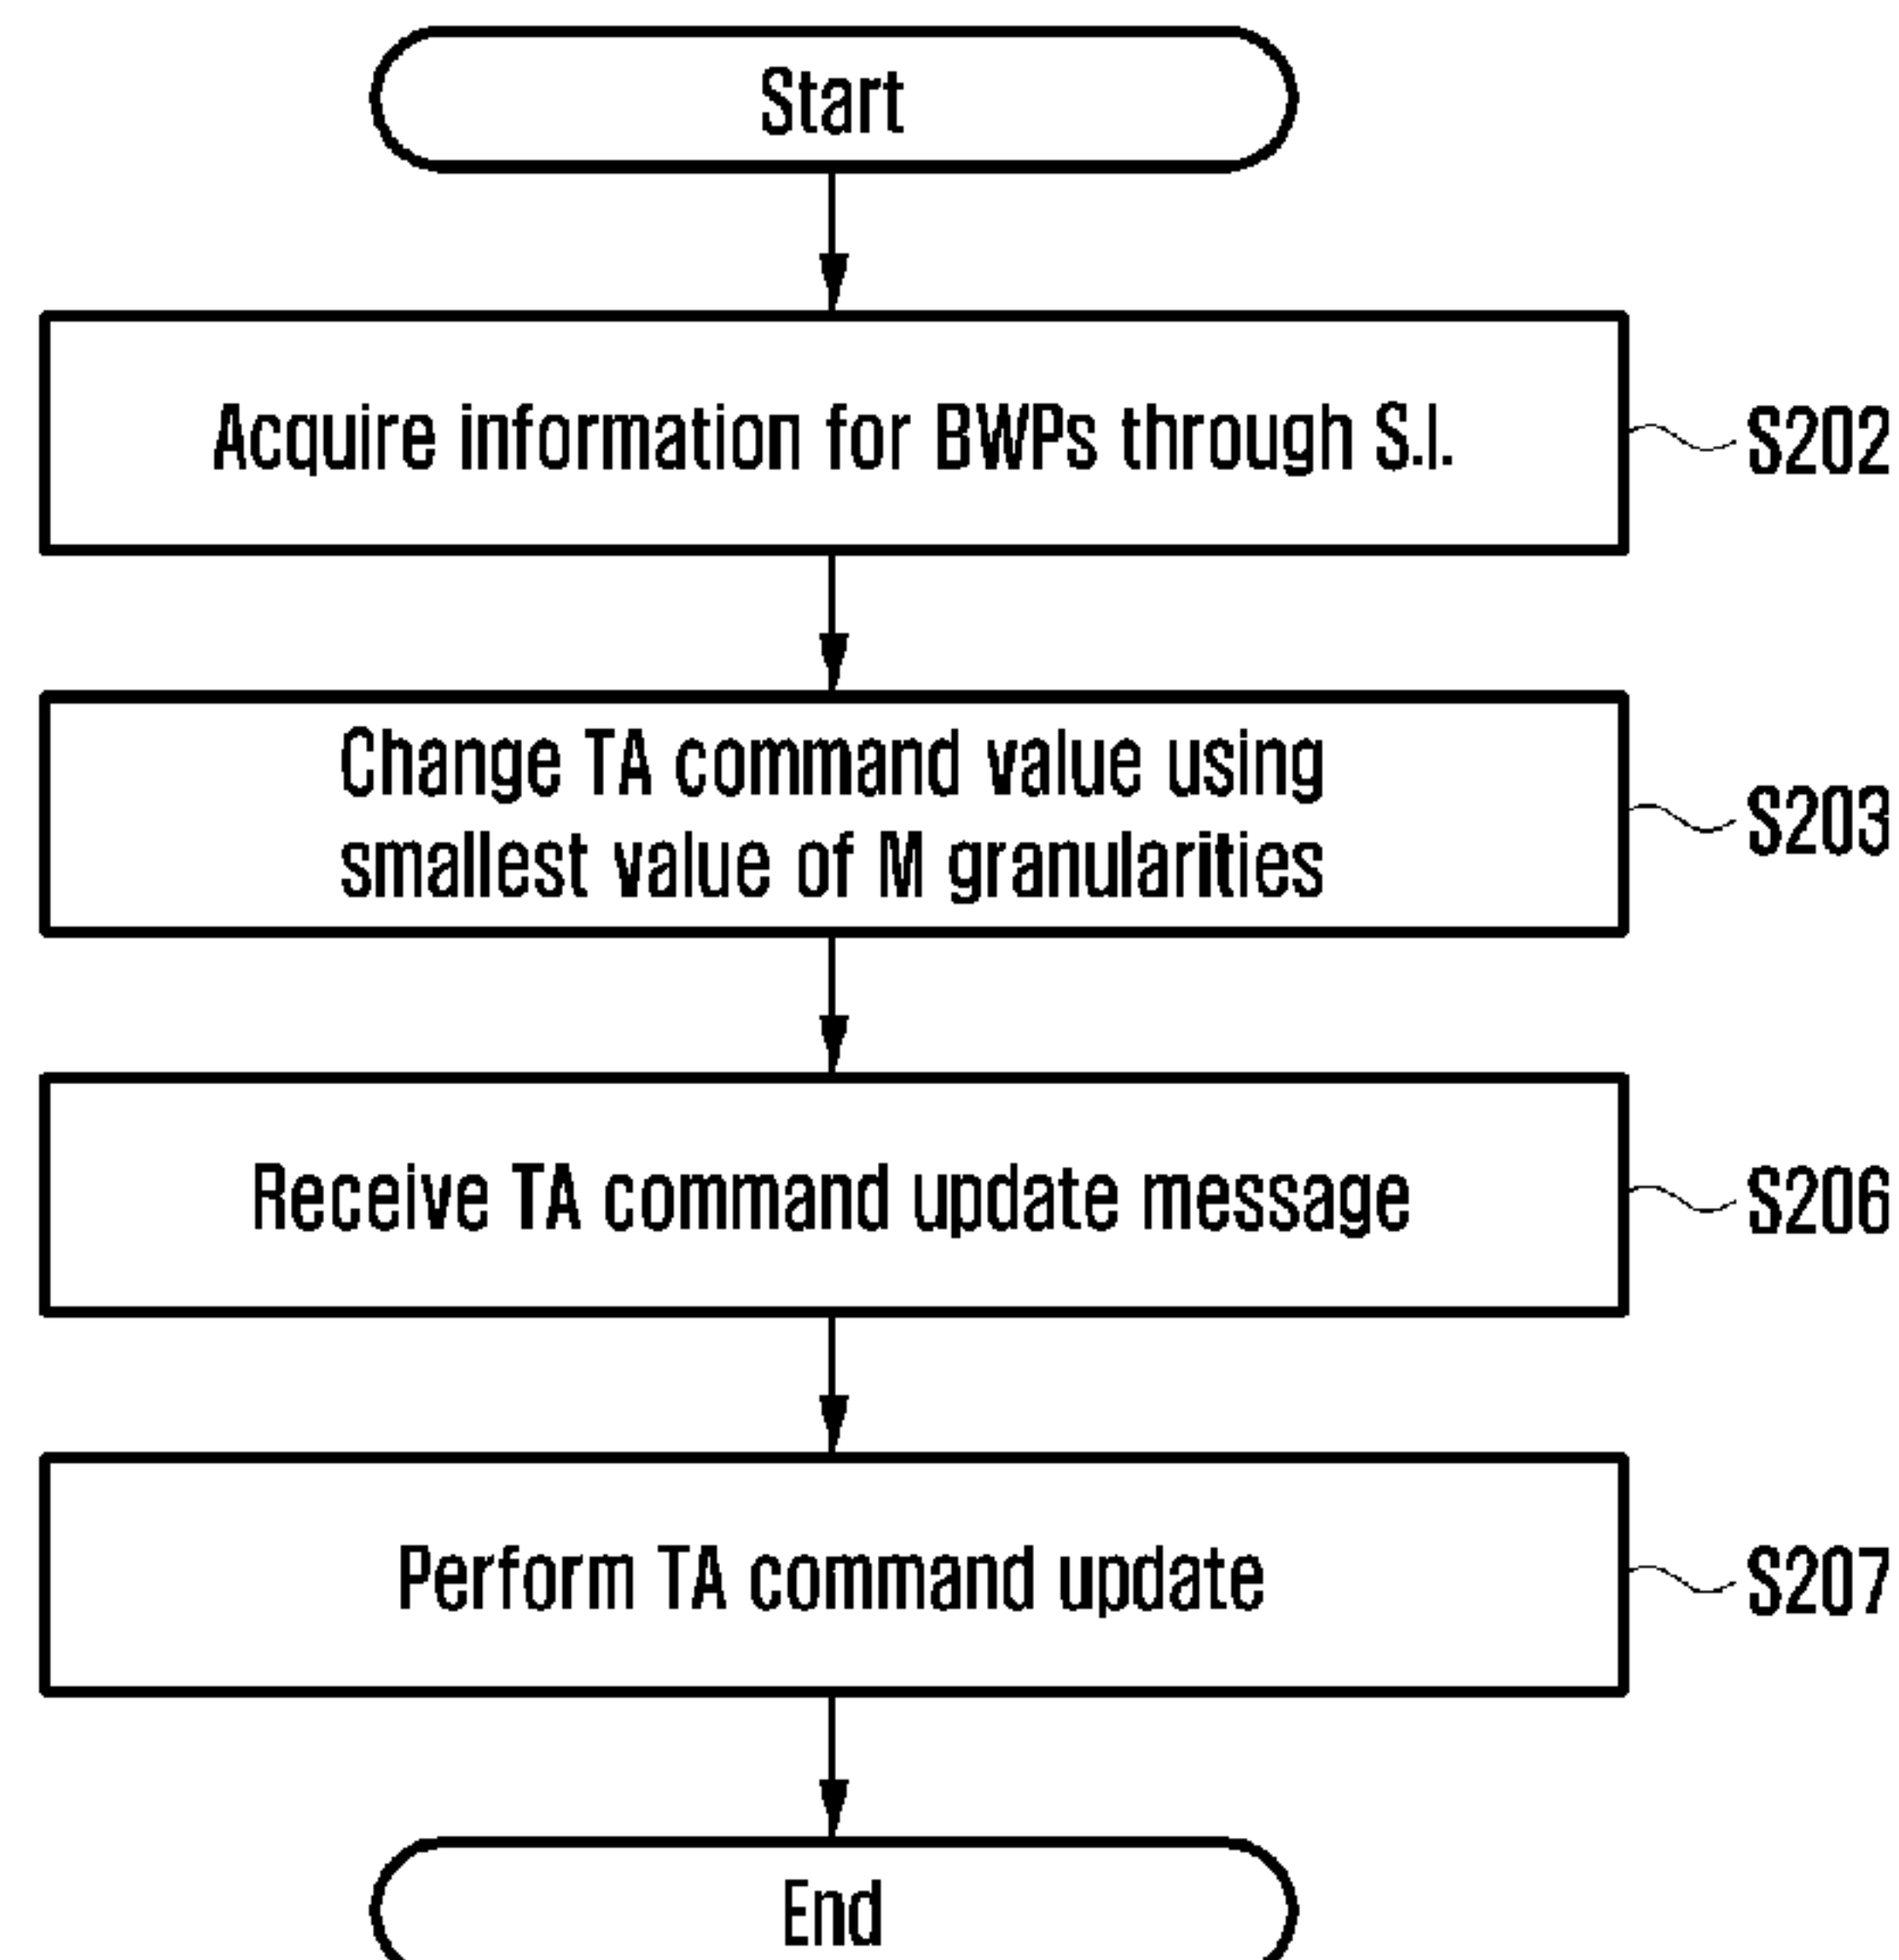 Start
Acquire information for BWPs through S.I.
S202
Change TA command value using
smallest value of M granularities
S203
Receive TA command update message
S206
Perform TA command update
S207
End